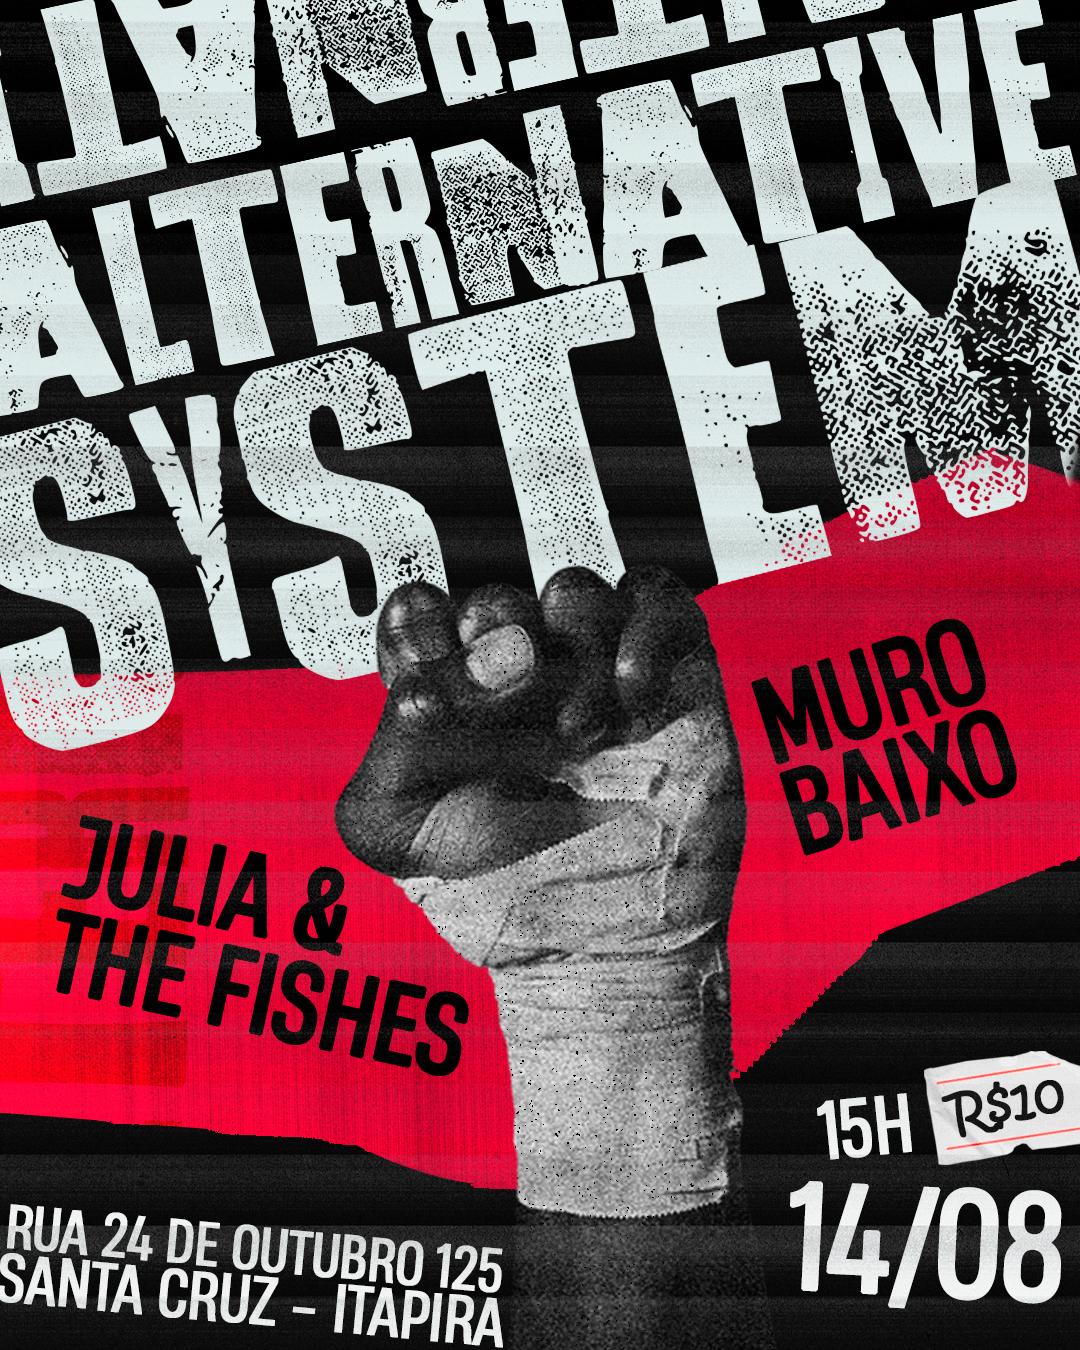 ALTERNATIVE
ALTERNATIVE
SYSTEM
MURO
BAIXO
JULIA &
THE FISHES
15H
R$10
14/08
RUA 24 DE OUTUBRO 125
SANTA CRUZ - ITAPIRA